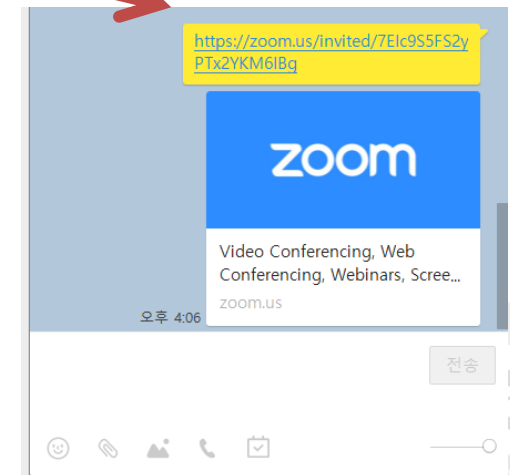 https://zoom.us/invited/7EIc9S5FS2y
PTx2YKM6IBg
zoom
Video Conferencing, Web
Conferencing, Webinars, Scree...
zoom.us
오후 4:06
전송